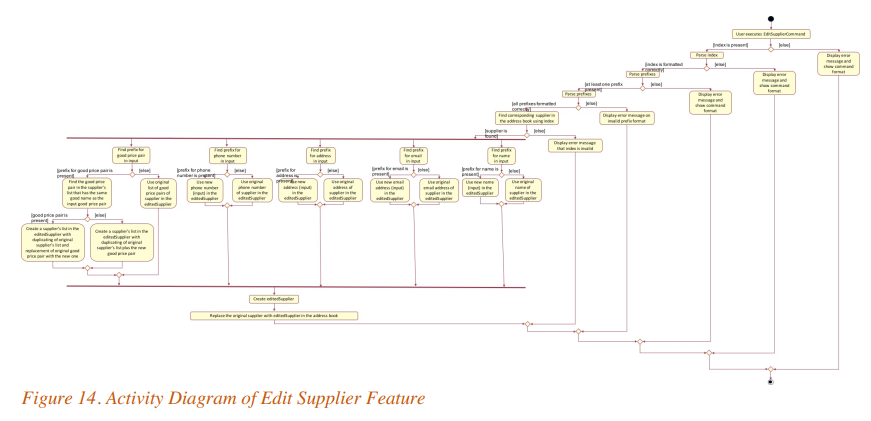 User executes EditSupplierCommand
[index is present]
[else]
Parse index
Display error
message and
show command
format
[index is formatted
correctly]
[else]
Parse prefixes
Display error
message and
show command
format
[at least one prefix
present]
[else]
Parse prefixes
Display error
message and
show command
format
[all prefixes formatted
correctly]
[else]
Find corresponding supplier in
the address book using index
Display error message on
invalid prefix format
[supplier is
found]
[else]
Display error message
that index is invalid
Find prefix for
good price pair
in input
Find prefix for
phone number
in input
Find prefix
for address
in input
Find prefix
for email
in input
Find prefix
for name
in input
[prefix for good price pair is
present]
[else]
[prefix for phone
number is present]
[else]
[prefix for
address is
present]
[else]
[prefix for email is
present]
[else]
[prefix for name is
present]
[else]
Find the good price
pair in the supplier's
list that has the same
good name as the
input good price pair
Use original
list of good
price pairs of
supplier in the
editedSupplier
Use new
phone number
(input) in the
editedSupplier
Use original
phone number
of supplier in the
editedSupplier
Use new
address (input)
in the
editedSupplier
Use original
address of
supplier in the
editedSupplier
Use new email
address (input)
in the
editedSupplier
Use original
email address of
supplier in the
editedSupplier
Use new name
(input) in the
editedSupplier
Use original
name of
supplier in the
editedSupplier
[good price pair is
present]
[else]
Create a supplier's list in the
editedSupplier with
duplicating of original
supplier's list and
replacement of original good
price pair with the new one
Create a supplier's list in the
editedSupplier with
duplicating of original
supplier's list plus the new
good price pair
Create editedSupplier
Replace the original supplier with editedSupplier in the address book
Figure 14. Activity Diagram of Edit Supplier Feature